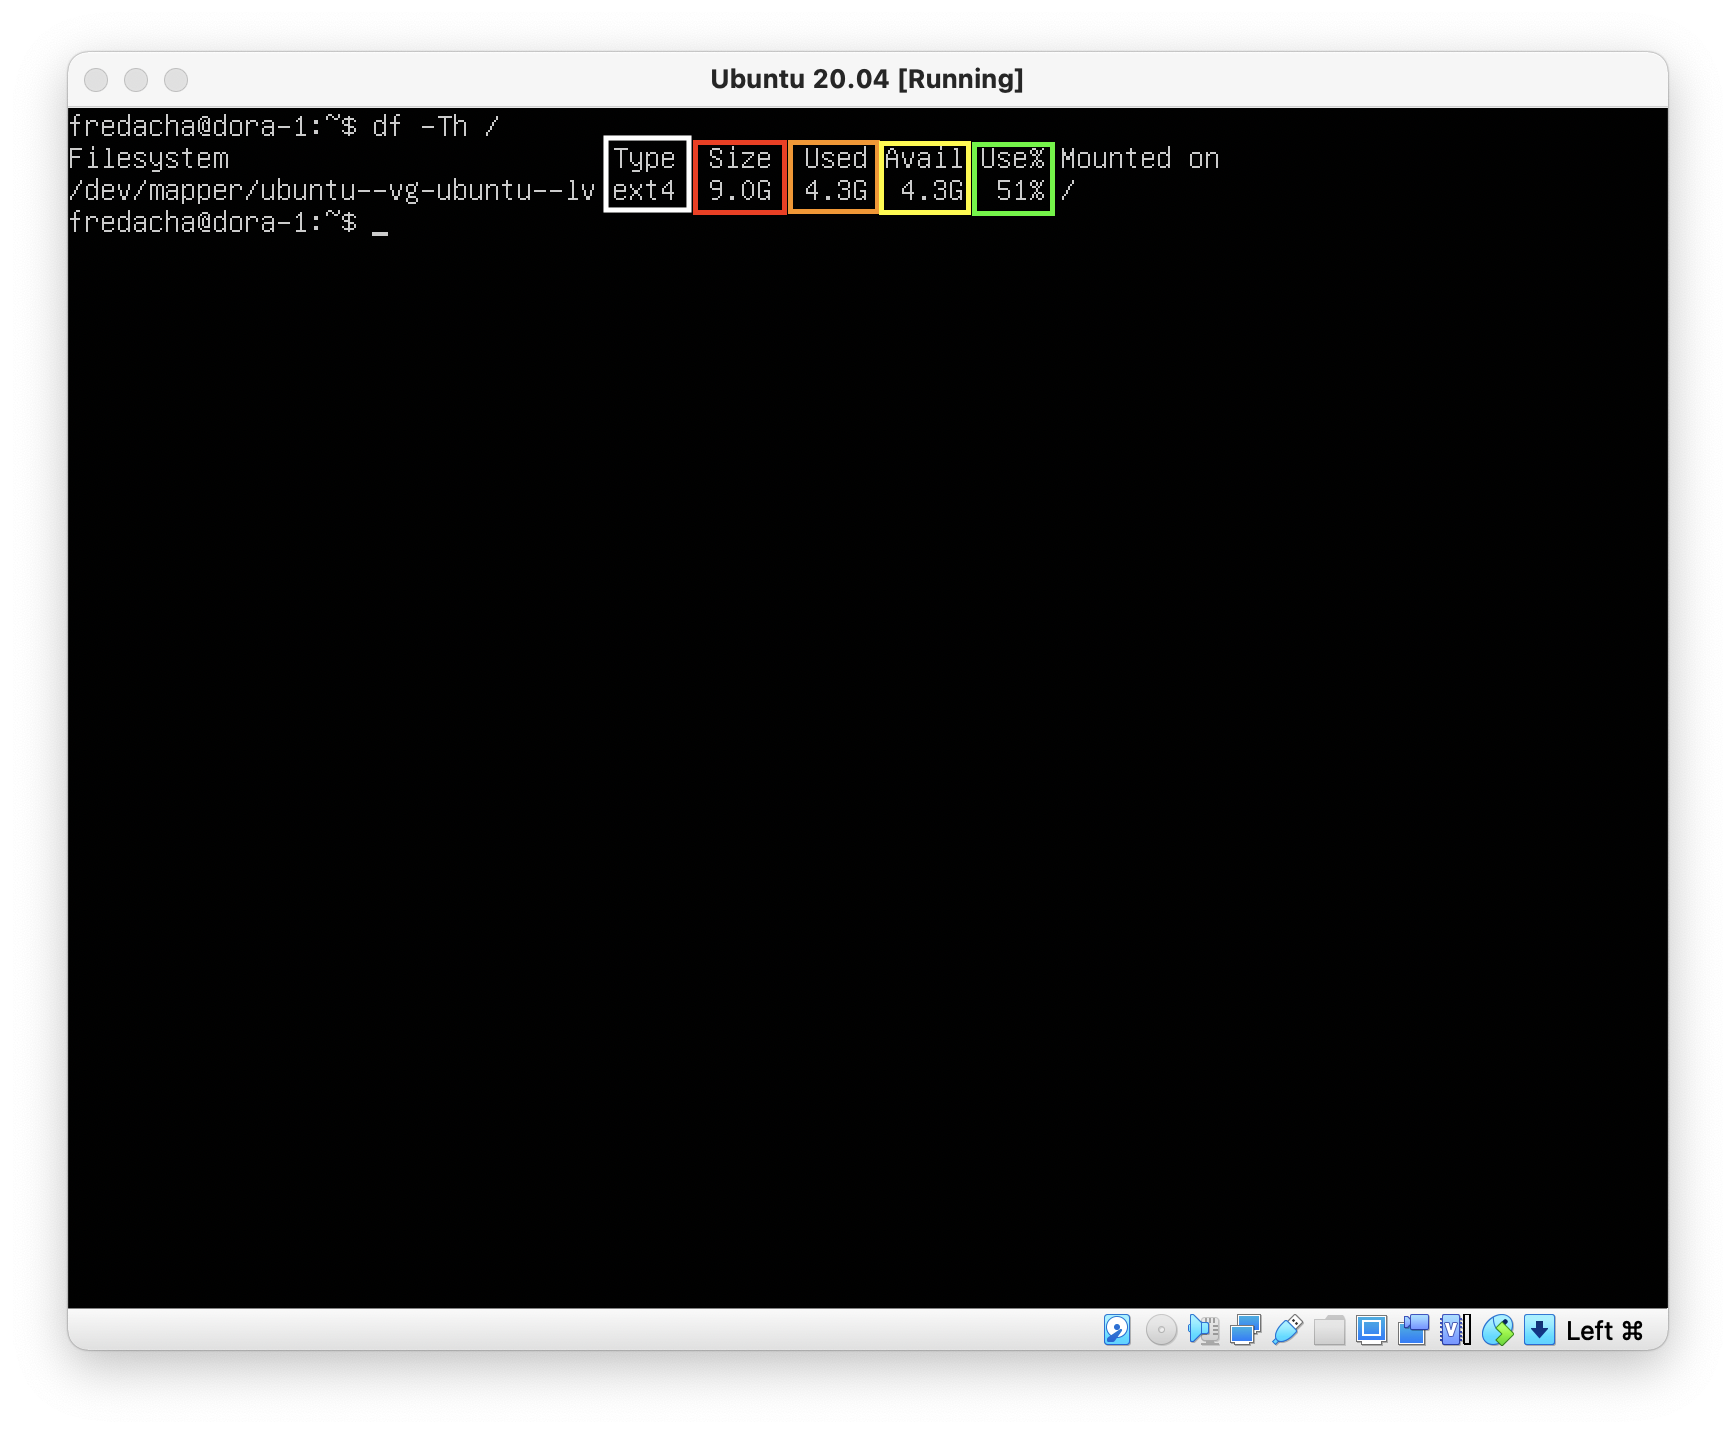 Ubuntu 20.04 [Running]
fredacha@dora-1:~$ df -Th /
Filesystem Type Size Used Avail Use% Mounted on
/dev/mapper/ubuntu--vg-ubuntu--lv ext4 9.0G 4.3G 4.3G 51% /
fredacha@dora-1:~$ _
Left ⌘